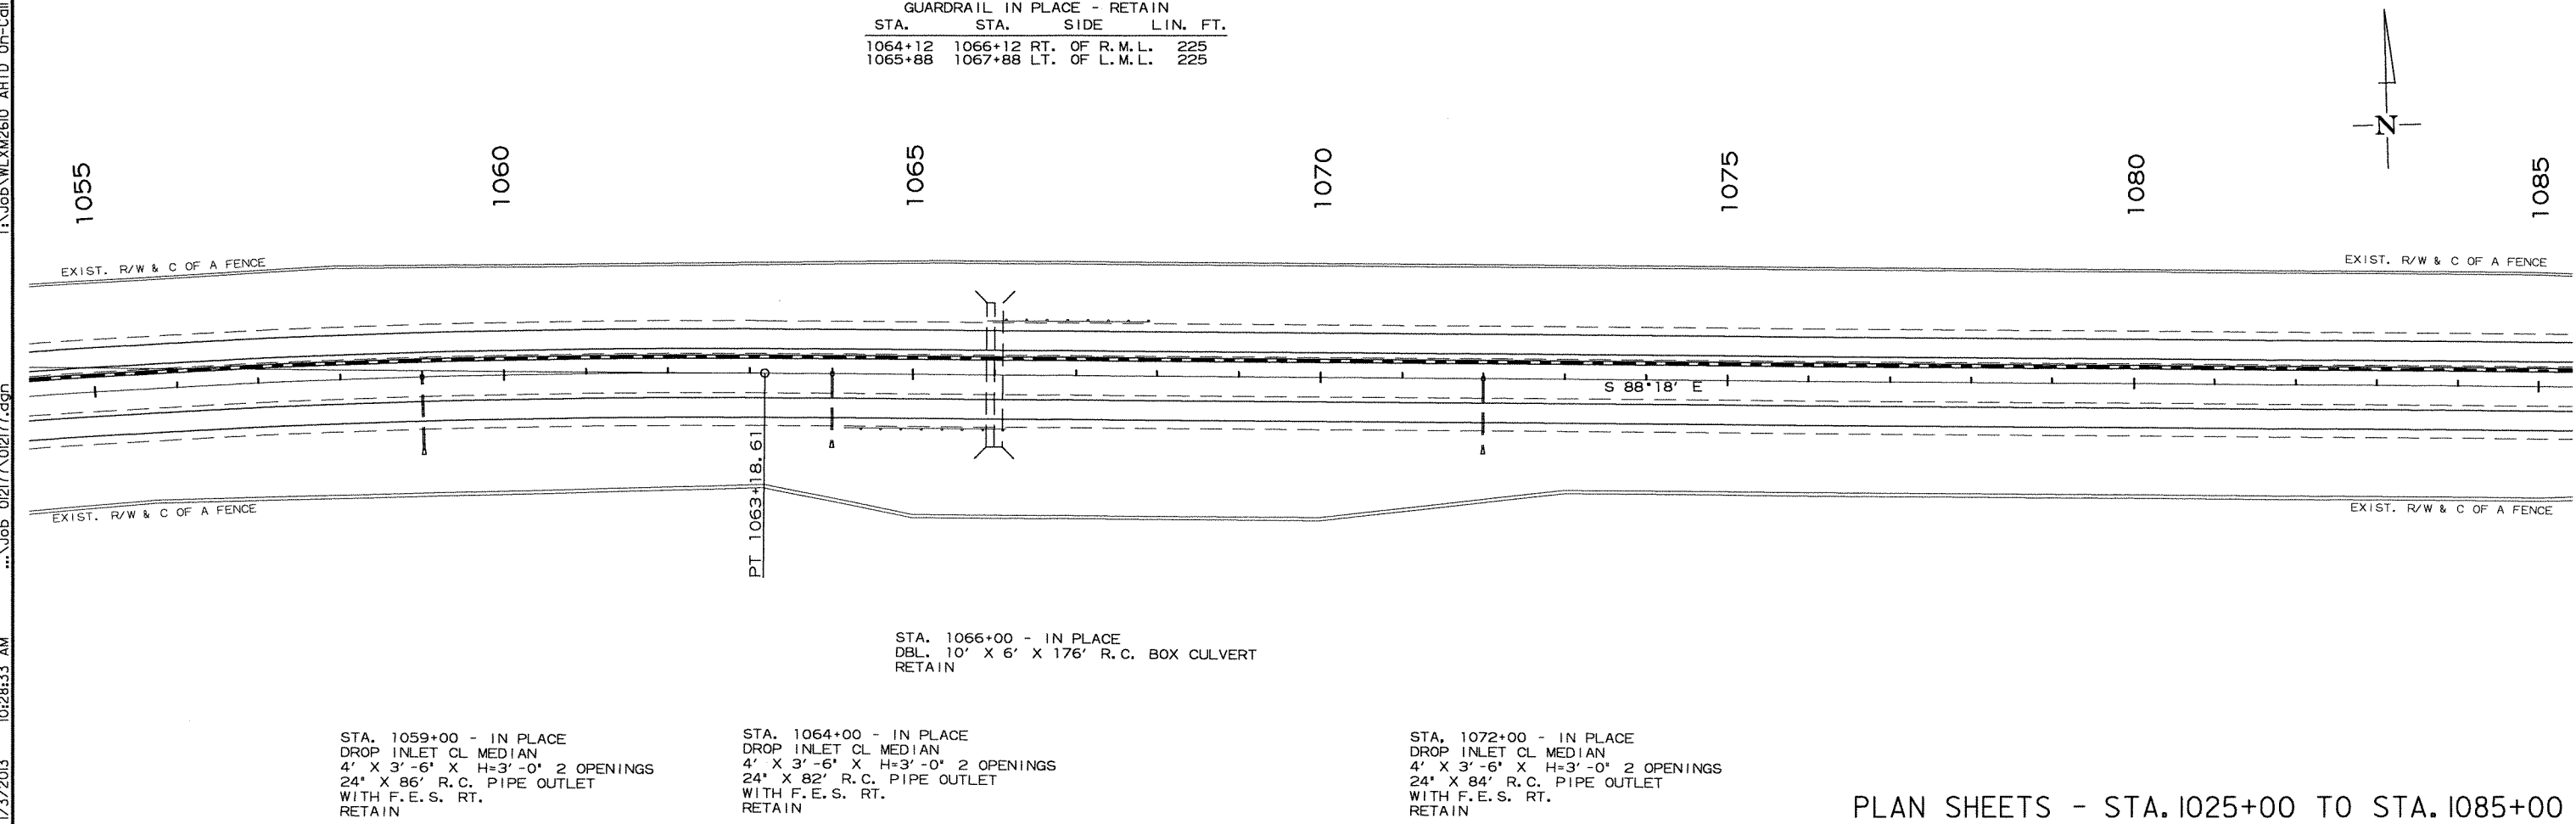 GUARDRAIL IN PLACE - RETAIN
STA. STA. SIDE LIN. FT.
1064+12 1066+12 RT. OF R.M.L. 225
1065+88 1067+88 LT. OF L.M.L. 225
N
1055
1060
1065
1070
1075
1080
1085
EXIST. R/W & C OF A FENCE
EXIST. R/W & C OF A FENCE
S 88°18' E
PT 1063+18.61
EXIST. R/W & C OF A FENCE
EXIST. R/W & C OF A FENCE
STA. 1066+00 - IN PLACE
DBL. 10' X 6' X 176' R.C. BOX CULVERT
RETAIN
STA. 1059+00 - IN PLACE
DROP INLET CL MEDIAN
4' X 3'-6" X H=3'-0" 2 OPENINGS
24" X 86' R.C. PIPE OUTLET
WITH F.E.S. RT.
RETAIN
STA. 1064+00 - IN PLACE
DROP INLET CL MEDIAN
4' X 3'-6" X H=3'-0" 2 OPENINGS
24" X 82' R.C. PIPE OUTLET
WITH F.E.S. RT.
RETAIN
STA. 1072+00 - IN PLACE
DROP INLET CL MEDIAN
4' X 3'-6" X H=3'-0" 2 OPENINGS
24" X 84' R.C. PIPE OUTLET
WITH F.E.S. RT.
RETAIN
PLAN SHEETS - STA. 1025+00 TO STA. 1085+00
1/3/2013 10:28:33 AM